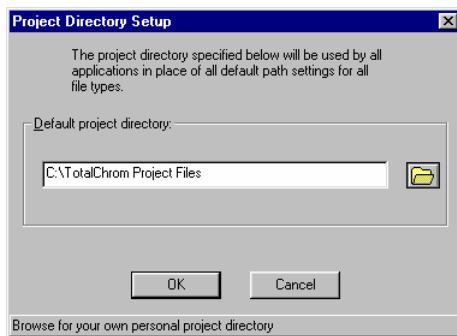 Project Directory Setup
The project directory specified below will be used by all
applications in place of all default path settings for all
file types.
Default project directory:
C:\TotalChrom Project Files
OK
Cancel
Browse for your own personal project directory